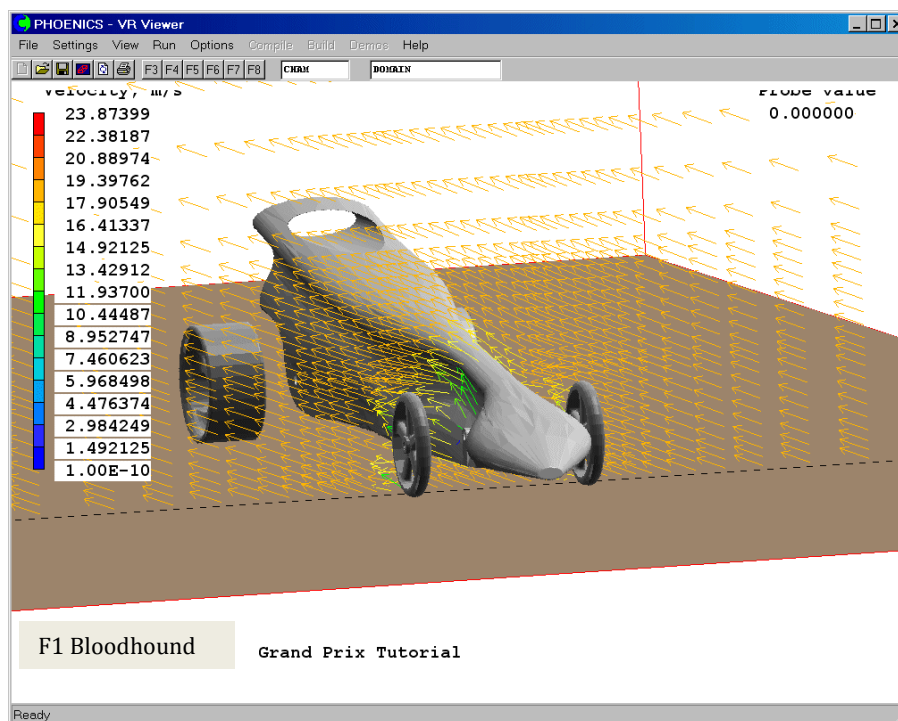 PHOENICS - VR Viewer
File Settings View Run Options Compile Build Demos Help
F3 F4 F5 F6 F7 F8 CHAM DOMAIN
Velocity, m/s
Probe value
0.000000
23.87399
22.38187
20.88974
19.39762
17.90549
16.41337
14.92125
13.42912
11.93700
10.44487
8.952747
7.460623
5.968498
4.476374
2.984249
1.492125
1.00E-10
F1 Bloodhound
Grand Prix Tutorial
Ready